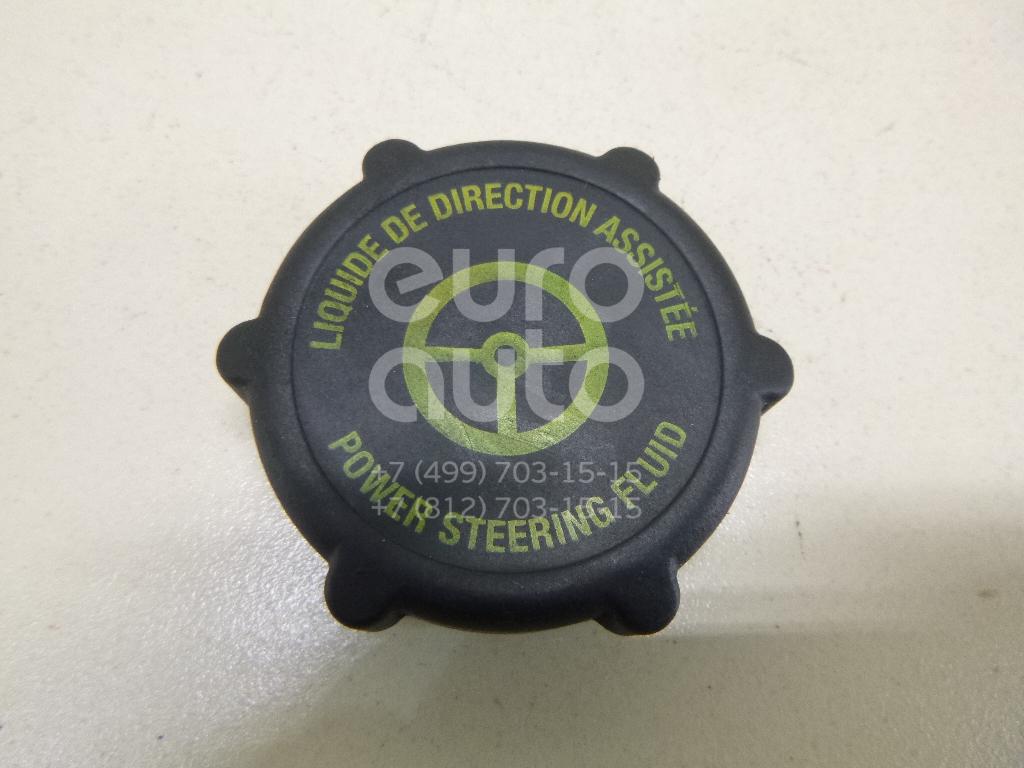 LIQUIDE DE DIRECTION ASSISTÉE
euro
auto
+7 (499) 703-15-15
+7 (812) 703-15-15
POWER STEERING FLUID